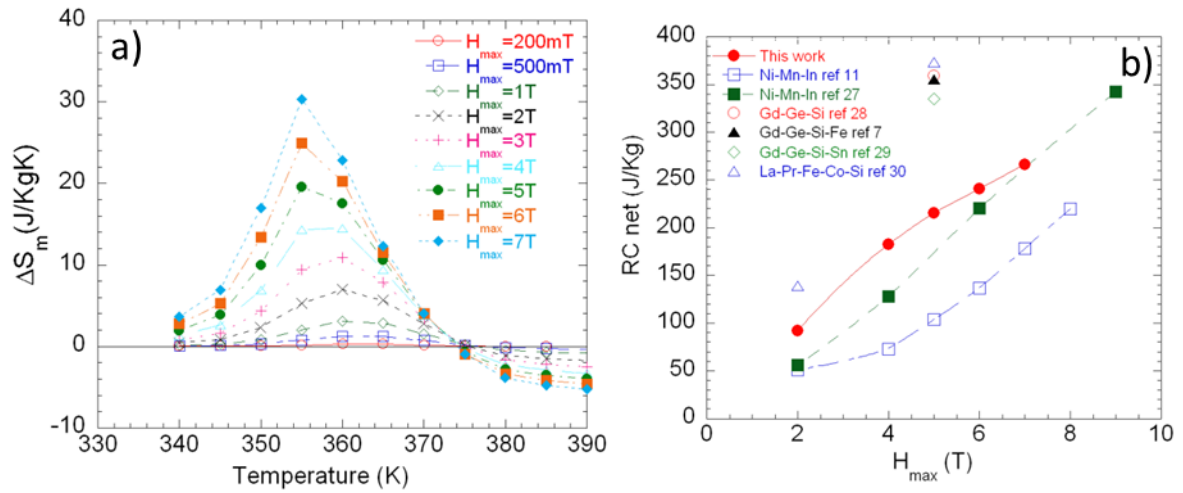 a)
40
30
20
10
0
-10
ΔS_m(J/KgK)
H_max=200mT
H_max=500mT
H_max=1T
H_max=2T
H_max=3T
H_max=4T
H_max=5T
H_max=6T
H_max=7T
330 340 350 360 370 380 390
Temperature (K)
b)
400
350
300
250
200
150
100
50
0
RC net (J/Kg)
This work
Ni-Mn-In ref 11
Ni-Mn-In ref 27
Gd-Ge-Si ref 28
Gd-Ge-Si-Fe ref 7
Gd-Ge-Si-Sn ref 29
La-Pr-Fe-Co-Si ref 30
0 2 4 6 8 10
H_max (T)